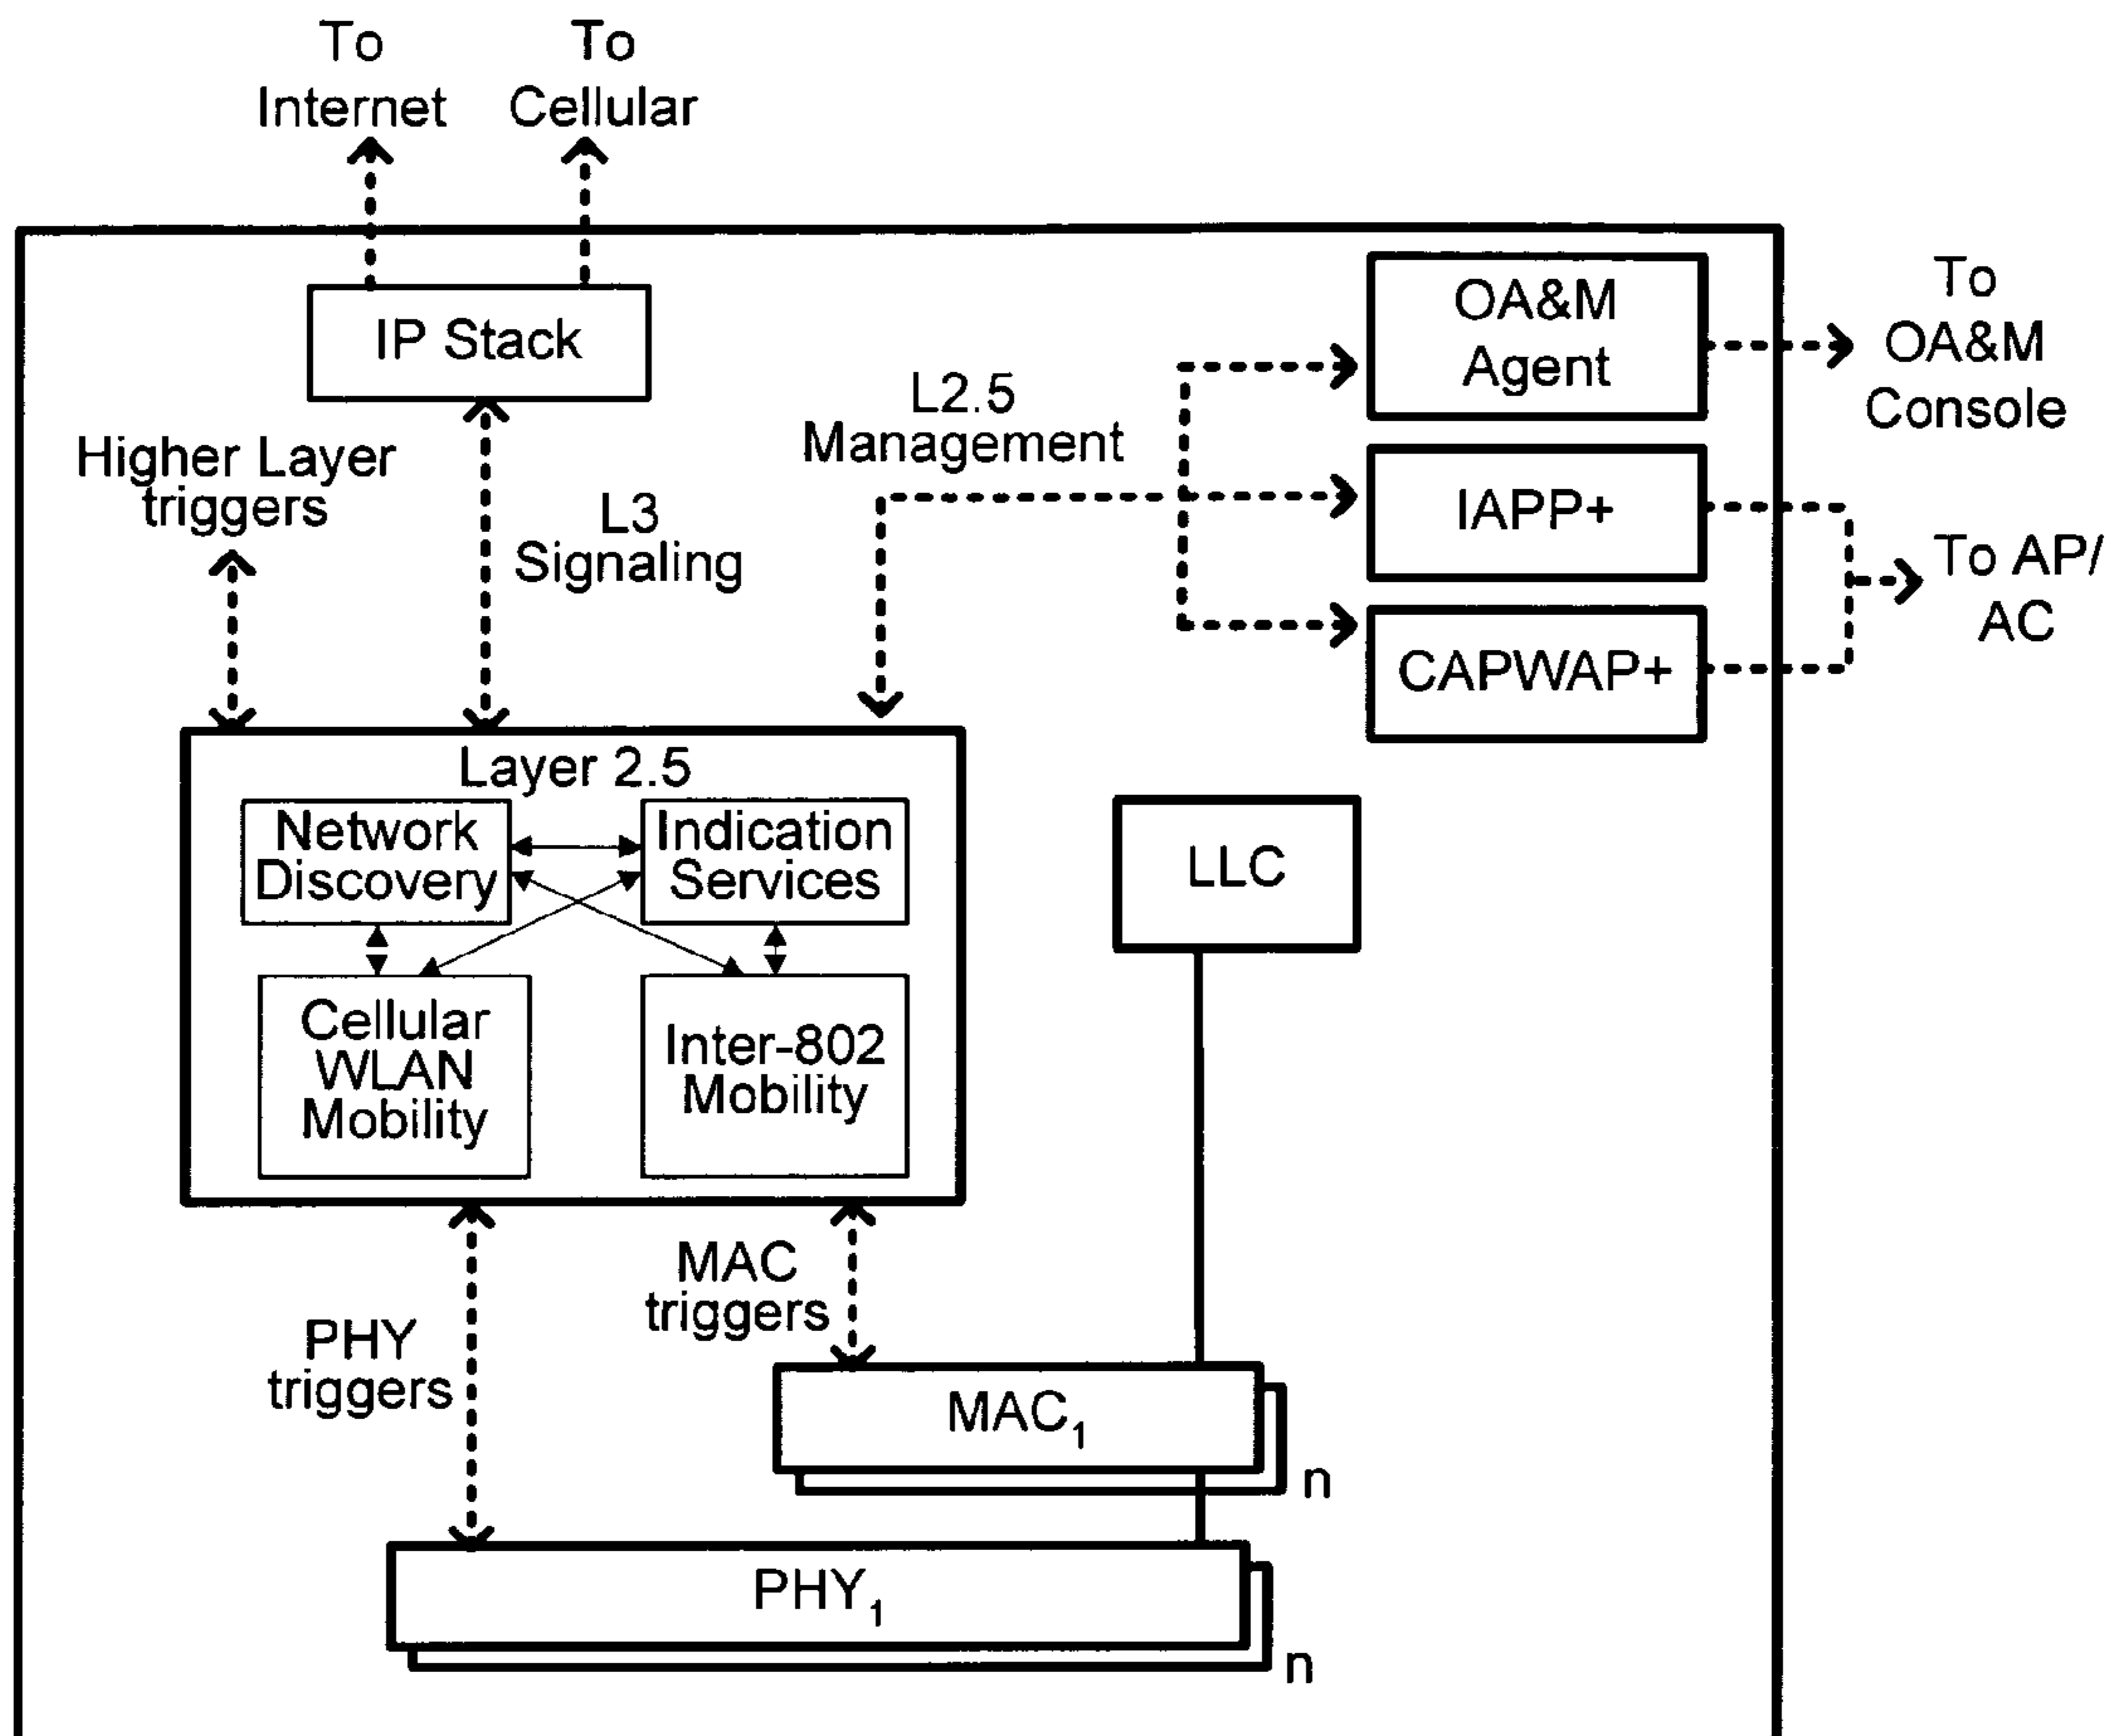 To
Internet
To
Cellular
IP Stack
OA&M
Agent
To
OA&M
Console
L2.5
Management
Higher Layer
triggers
L3
Signaling
IAPP+
To AP/
AC
CAPWAP+
Layer 2.5
Network
Discovery
Indication
Services
LLC
Cellular
WLAN
Mobility
Inter-802
Mobility
MAC
triggers
PHY
triggers
MAC₁
n
PHY₁
n